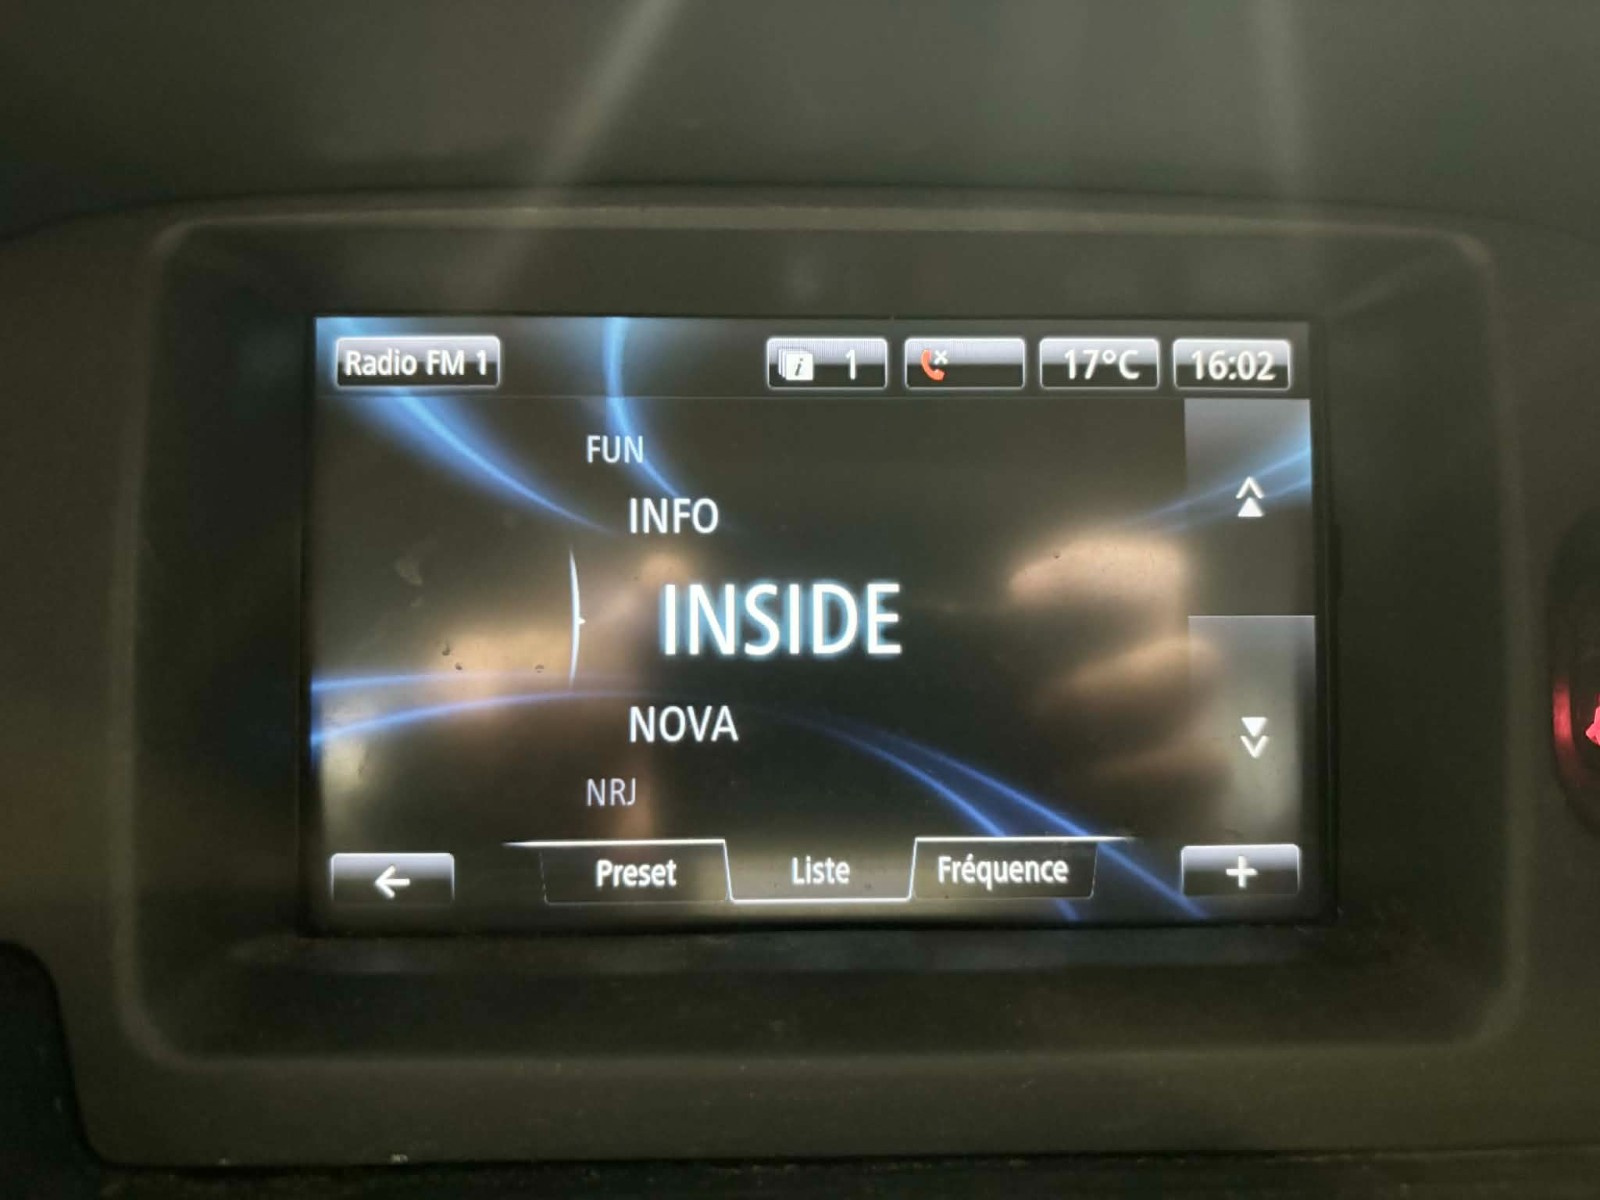 Radio FM 1
1
17°C
16:02
FUN
INFO
INSIDE
NOVA
NRJ
Preset
Liste
Fréquence